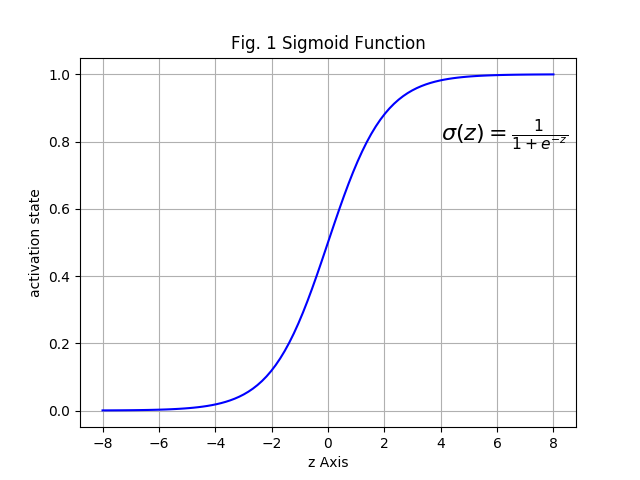 Fig. 1 Sigmoid Function
1.0
σ(z) = 1/(1 + e^{−z})
0.8
0.6
activation state
0.4
0.2
0.0
−8 −6 −4 −2 0 2 4 6 8
z Axis